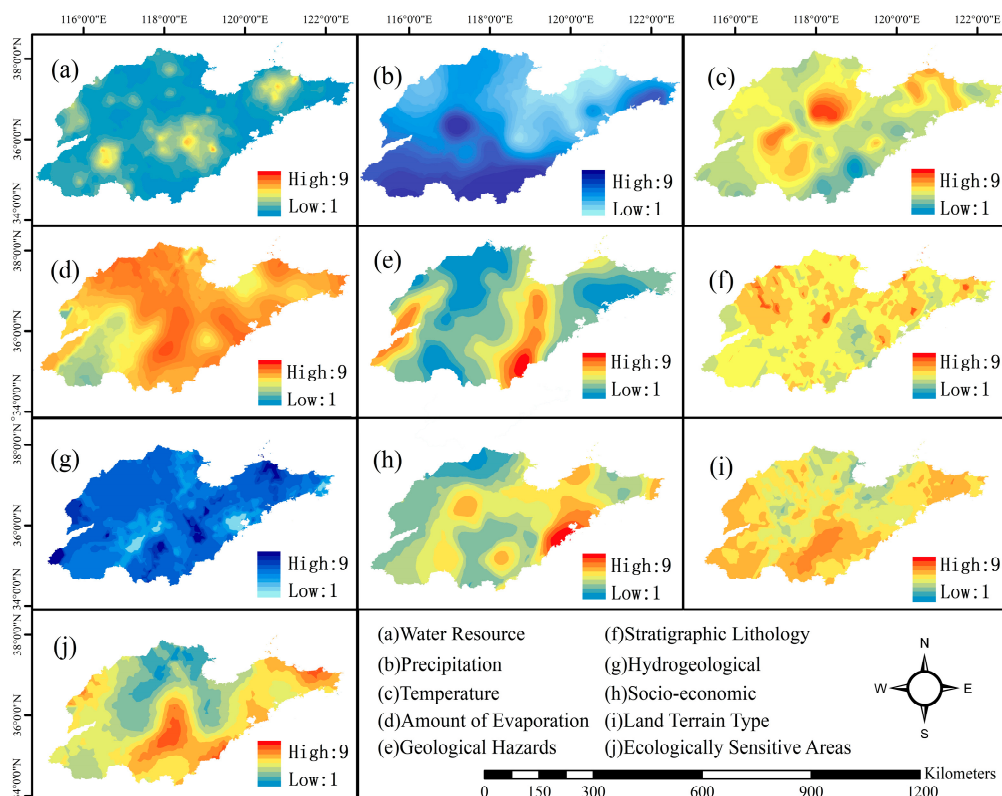 116°0'0"E 118°0'0"E 120°0'0"E 122°0'0"E 116°0'0"E 118°0'0"E 120°0'0"E 122°0'0"E
38°0'0"N
36°0'0"N
34°0'0"N
(a)
High:9
Low:1
(b)
High:9
Low:1
(c)
High:9
Low:1
38°0'0"N
36°0'0"N
34°0'0"N
(d)
High:9
Low:1
(e)
High:9
Low:1
(f)
High:9
Low:1
38°0'0"N
36°0'0"N
34°0'0"N
(g)
High:9
Low:1
(h)
High:9
Low:1
(i)
High:9
Low:1
38°0'0"N
36°0'0"N
34°0'0"N
(j)
High:9
Low:1
(a)Water Resource
(b)Precipitation
(c)Temperature
(d)Amount of Evaporation
(e)Geological Hazards
(f)Stratigraphic Lithology
(g)Hydrogeological
(h)Socio-economic
(i)Land Terrain Type
(j)Ecologically Sensitive Areas
N
W E
S
Kilometers
0 150 300 600 900 1200